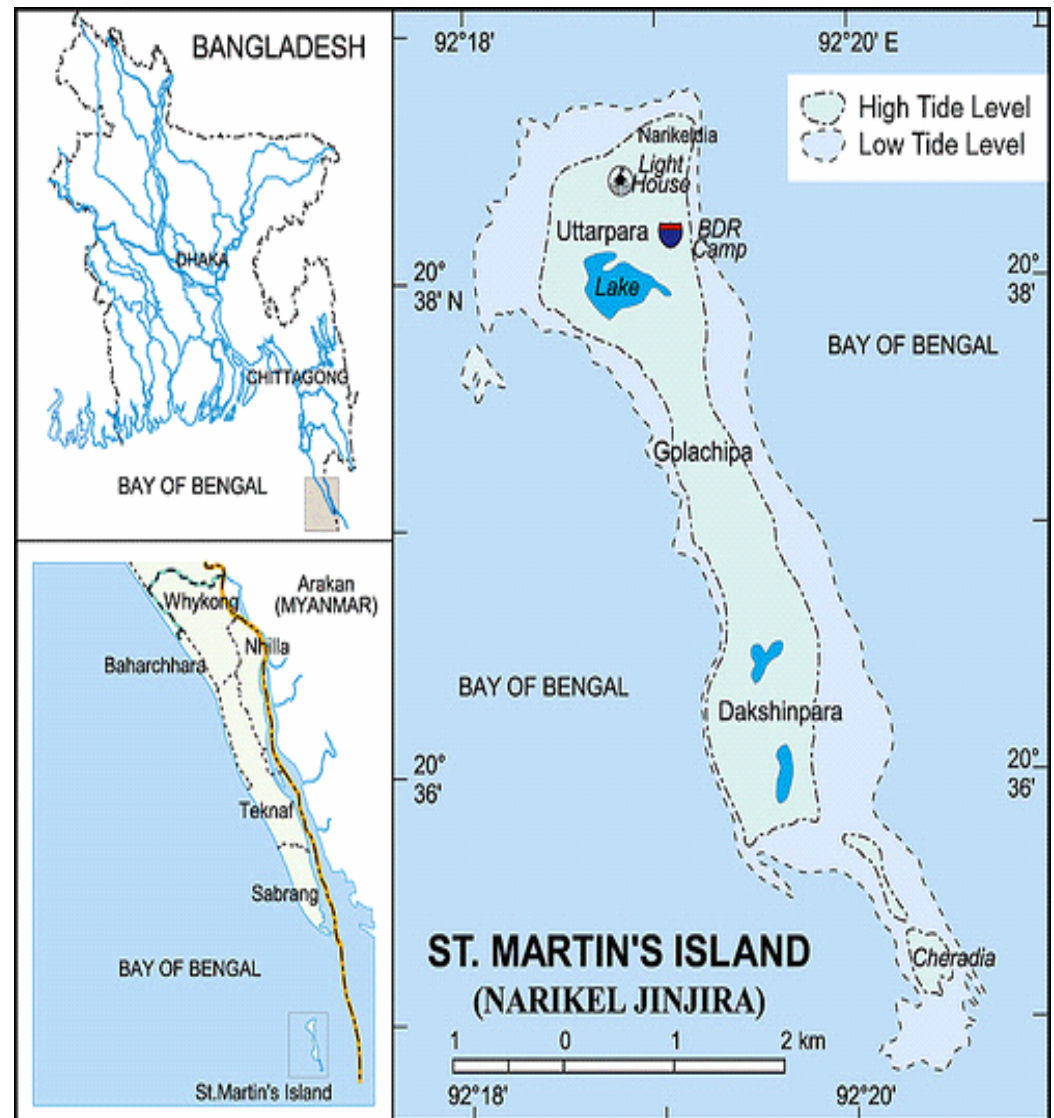 BANGLADESH
DHAKA
CHITTAGONG
BAY OF BENGAL
Arakan
(MYANMAR)
Whykong
Nhilla
Baharchhara
Teknaf
Sabrang
BAY OF BENGAL
St.Martin's Island
92°18'
92°20' E
High Tide Level
Low Tide Level
Narikeldia
Light
House
Uttarpara
BDR
Camp
20°
38' N
Lake
20°
38'
BAY OF BENGAL
Golachipa
BAY OF BENGAL
Dakshinpara
20°
36'
20°
36'
Cheradia
ST. MARTIN'S ISLAND
(NARIKEL JINJIRA)
1 0 1 2 km
92°18'
92°20'